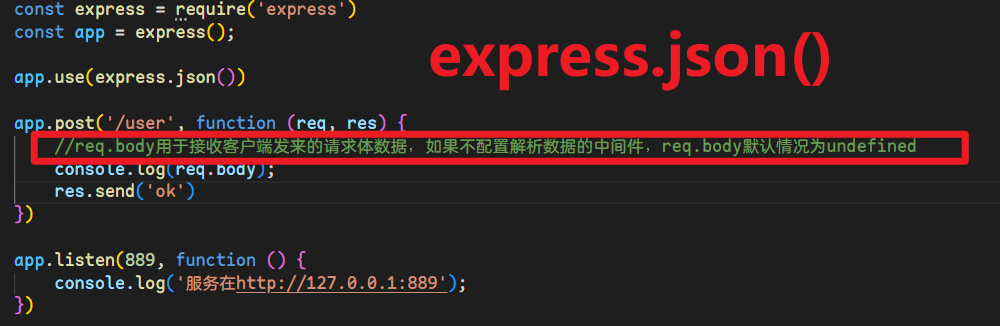 const express = require('express')
const app = express();
express.json()
app.use(express.json())
app.post('/user', function (req, res) {
//req.body用于接收客户端发来的请求体数据，如果不配置解析数据的中间件，req.body默认情况为undefined
console.log(req.body);
res.send('ok')
})
app.listen(889, function () {
console.log('服务在http://127.0.0.1:889');
})